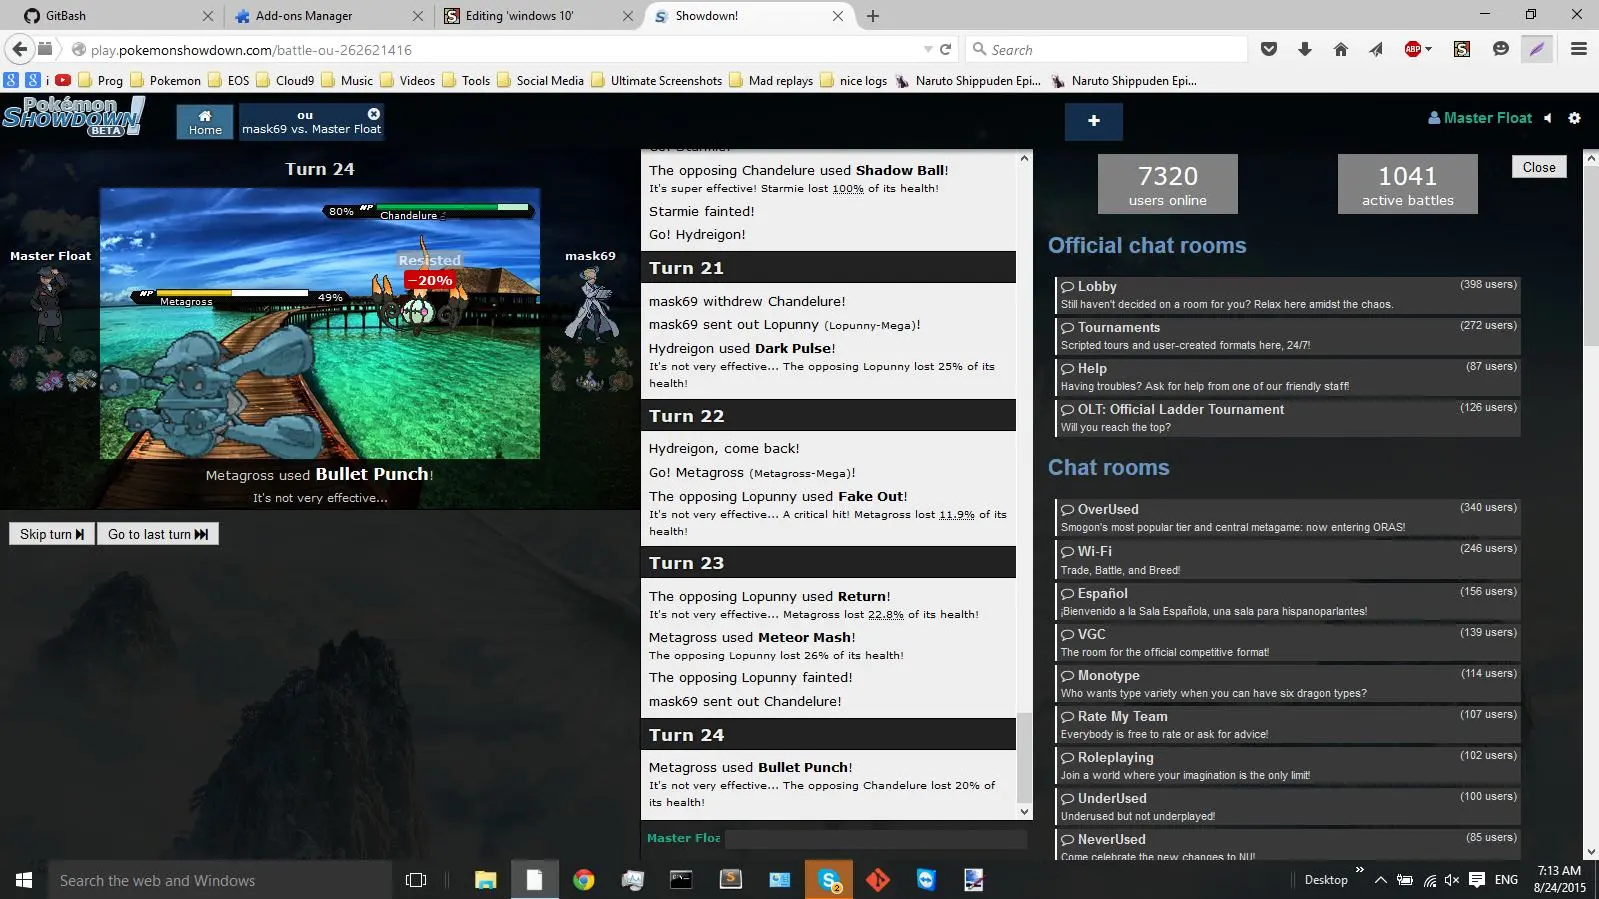 GitBash
Add-ons Manager
Editing 'windows 10'
Showdown!
play.pokemonshowdown.com/battle-ou-262621416
Search
ABP
i
Prog
Pokemon
EOS
Cloud9
Music
Videos
Tools
Social Media
Ultimate Screenshots
Mad replays
nice logs
Naruto Shippuden Epi...
Naruto Shippuden Epi...
Pokémon
SHOWDOWN!
BETA
Home
ou
mask69 vs. Master Float
Master Float
Turn 24
80%
HP
Chandelure
Master Float
mask69
Resisted
−20%
HP
Metagross
49%
Metagross used Bullet Punch!
It's not very effective...
Skip turn
Go to last turn
The opposing Chandelure used Shadow Ball!
It's super effective! Starmie lost 100% of its health!
Starmie fainted!
Go! Hydreigon!
Turn 21
mask69 withdrew Chandelure!
mask69 sent out Lopunny (Lopunny-Mega)!
Hydreigon used Dark Pulse!
It's not very effective... The opposing Lopunny lost 25% of its
health!
Turn 22
Hydreigon, come back!
Go! Metagross (Metagross-Mega)!
The opposing Lopunny used Fake Out!
It's not very effective... A critical hit! Metagross lost 11.9% of its
health!
Turn 23
The opposing Lopunny used Return!
It's not very effective... Metagross lost 22.8% of its health!
Metagross used Meteor Mash!
The opposing Lopunny lost 26% of its health!
The opposing Lopunny fainted!
mask69 sent out Chandelure!
Turn 24
Metagross used Bullet Punch!
It's not very effective... The opposing Chandelure lost 20% of
its health!
Master Floa
7320
users online
1041
active battles
Close
Official chat rooms
Lobby
(398 users)
Still haven't decided on a room for you? Relax here amidst the chaos.
Tournaments
(272 users)
Scripted tours and user-created formats here, 24/7!
Help
(87 users)
Having troubles? Ask for help from one of our friendly staff!
OLT: Official Ladder Tournament
(126 users)
Will you reach the top?
Chat rooms
OverUsed
(340 users)
Smogon's most popular tier and central metagame: now entering ORAS!
Wi-Fi
(246 users)
Trade, Battle, and Breed!
Español
(156 users)
¡Bienvenido a la Sala Española, una sala para hispanoparlantes!
VGC
(139 users)
The room for the official competitive format!
Monotype
(114 users)
Who wants type variety when you can have six dragon types?
Rate My Team
(107 users)
Everybody is free to rate or ask for advice!
Roleplaying
(102 users)
Join a world where your imagination is the only limit!
UnderUsed
(100 users)
Underused but not underplayed!
NeverUsed
(85 users)
Come celebrate the new changes to NU!
Search the web and Windows
2
Desktop
ENG
7:13 AM
8/24/2015